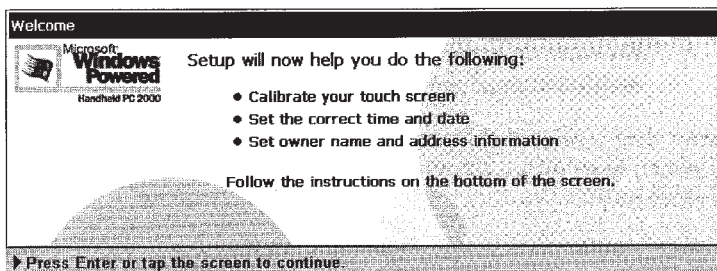 Welcome
Microsoft
Windows
Powered
Handheld PC 2000
Setup will now help you do the following:
● Calibrate your touch screen
● Set the correct time and date
● Set owner name and address information
Follow the instructions on the bottom of the screen.
Press Enter or tap the screen to continue.